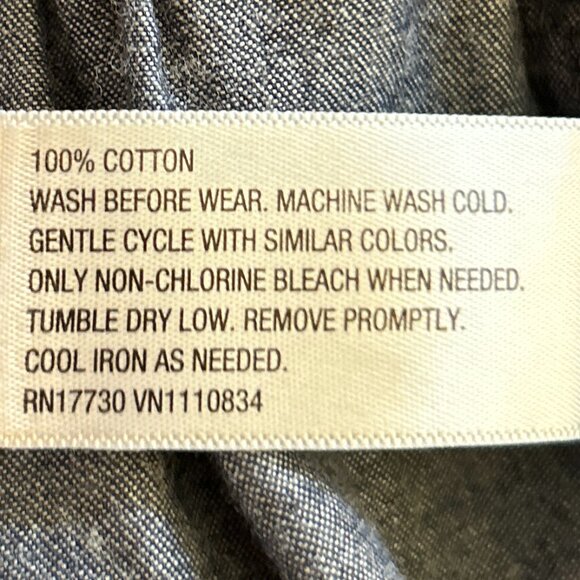 100% COTTON
WASH BEFORE WEAR. MACHINE WASH COLD.
GENTLE CYCLE WITH SIMILAR COLORS.
ONLY NON-CHLORINE BLEACH WHEN NEEDED.
TUMBLE DRY LOW. REMOVE PROMPTLY.
COOL IRON AS NEEDED.
RN17730 VN1110834